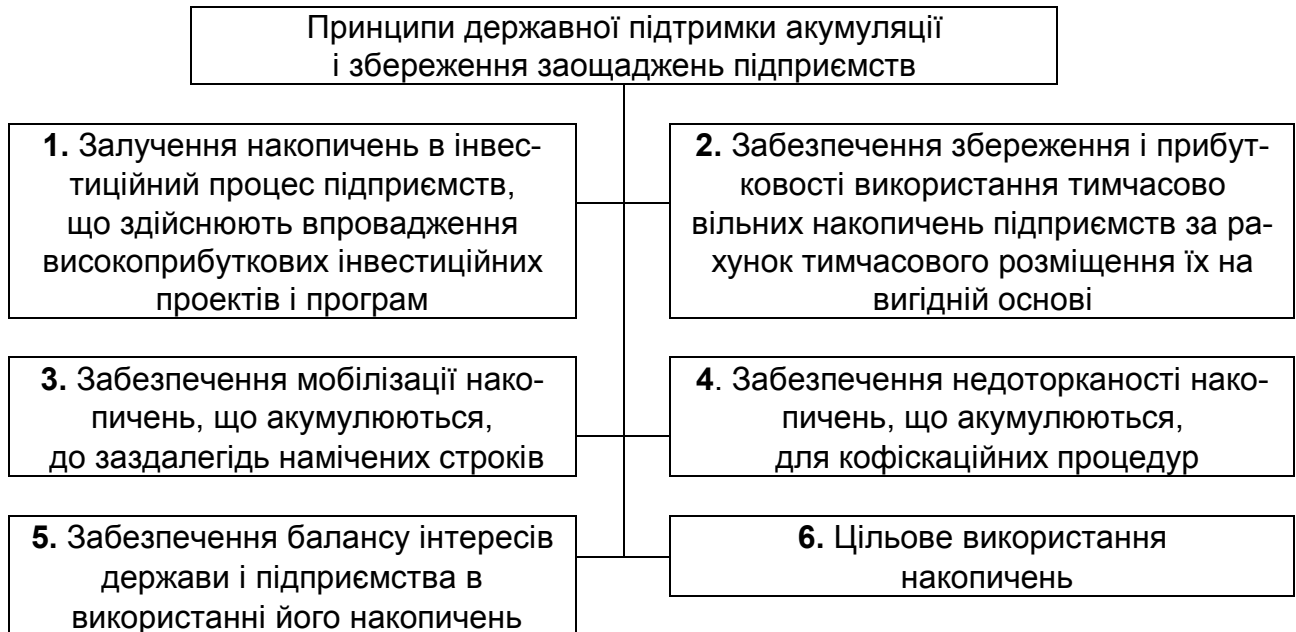 Принципи державної підтримки акумуляції
і збереження заощаджень підприємств
1. Залучення накопичень в інвес-
тиційний процес підприємств,
що здійснюють впровадження
високоприбуткових інвестиційних
проектів і програм
2. Забезпечення збереження і прибут-
ковості використання тимчасово
вільних накопичень підприємств за ра-
хунок тимчасового розміщення їх на
вигідній основі
3. Забезпечення мобілізації нако-
пичень, що акумулюються,
до заздалегідь намічених строків
4. Забезпечення недоторканості нако-
пичень, що акумулюються,
для кофіскаційних процедур
5. Забезпечення балансу інтересів
держави і підприємства в
використанні його накопичень
6. Цільове використання
накопичень